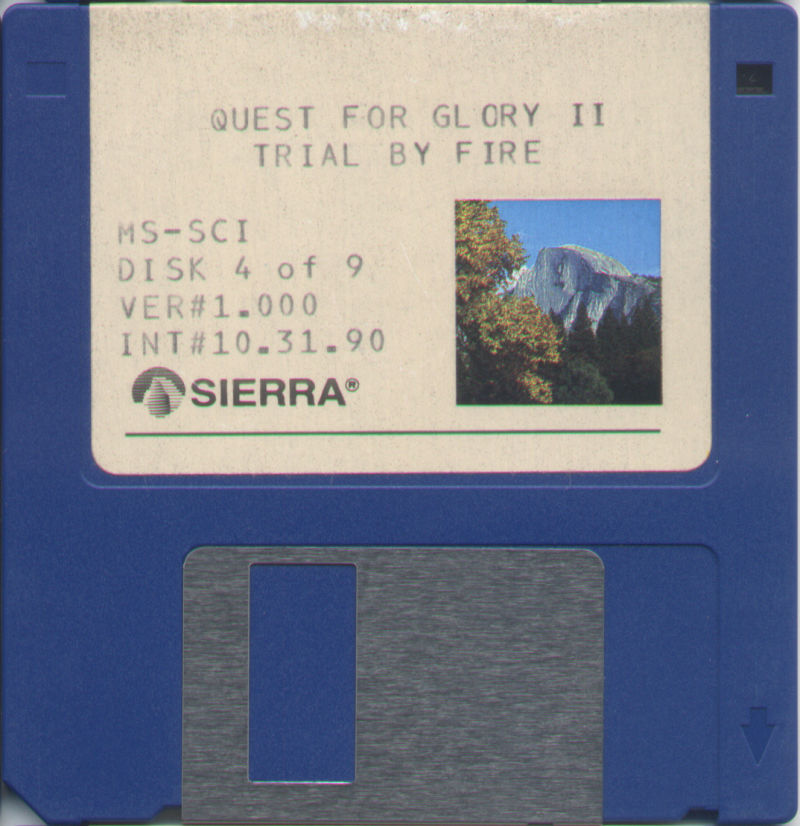 QUEST FOR GLORY II
TRIAL BY FIRE
MS-SCI
DISK 4 of 9
VER#1.000
INT#10.31.90
SIERRA®